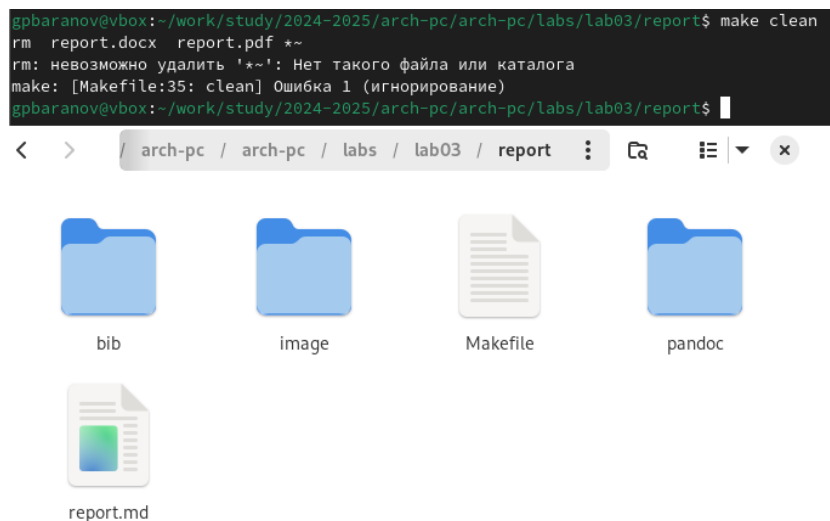 gpbaranov@vbox:~/work/study/2024-2025/arch-pc/arch-pc/labs/lab03/report$ make clean
rm  report.docx  report.pdf *~
rm: невозможно удалить '*~': Нет такого файла или каталога
make: [Makefile:35: clean] Ошибка 1 (игнорирование)
gpbaranov@vbox:~/work/study/2024-2025/arch-pc/arch-pc/labs/lab03/report$
/ arch-pc / arch-pc / labs / lab03 / report
bib
image
Makefile
pandoc
report.md